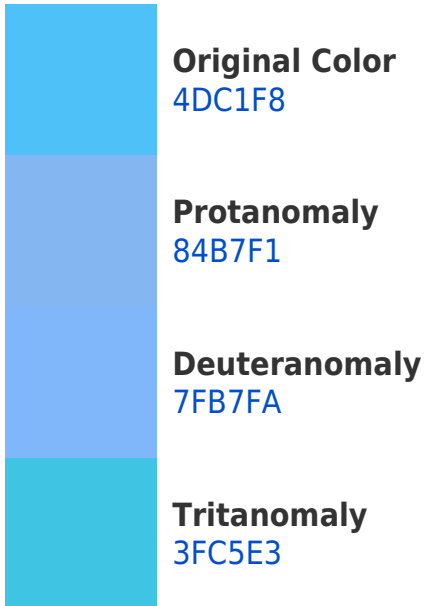 Original Color
4DC1F8
Protanomaly
84B7F1
Deuteranomaly
7FB7FA
Tritanomaly
3FC5E3